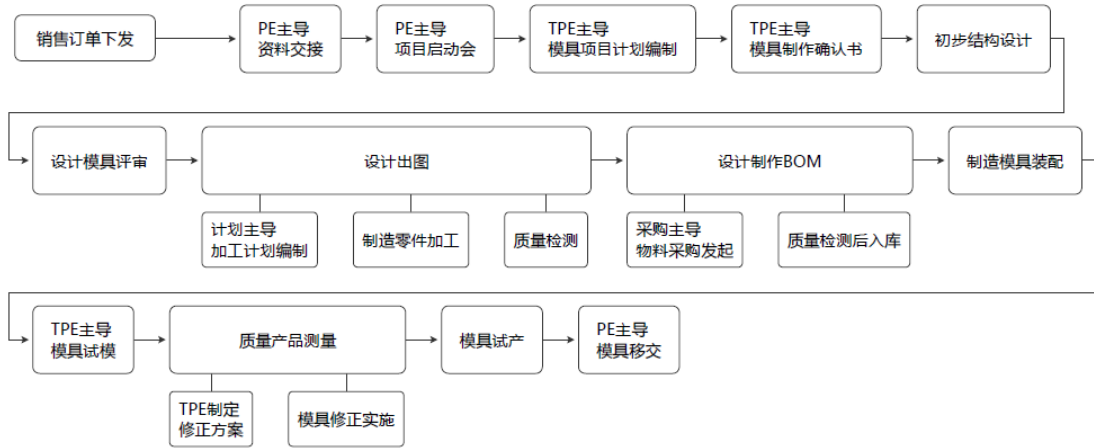 销售订单下发
PE主导
资料交接
PE主导
项目启动会
TPE主导
模具项目计划编制
TPE主导
模具制作确认书
初步结构设计
设计模具评审
设计出图
设计制作BOM
制造模具装配
计划主导
加工计划编制
制造零件加工
质量检测
采购主导
物料采购发起
质量检测后入库
TPE主导
模具试模
质量产品测量
模具试产
PE主导
模具移交
TPE制定
修正方案
模具修正实施